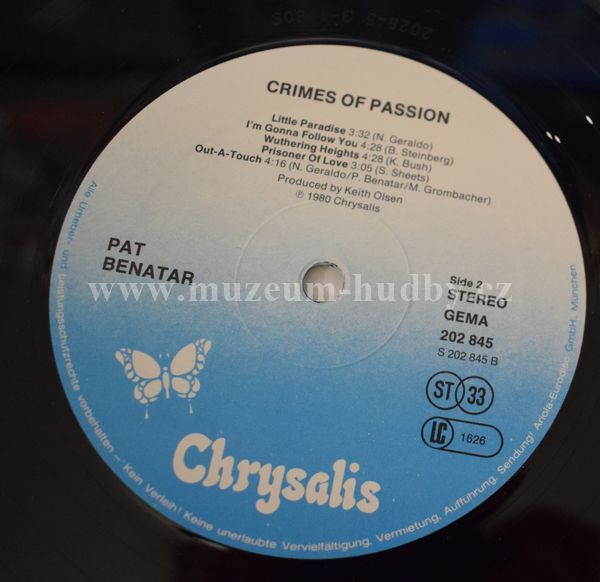 CRIMES OF PASSION
Little Paradise 3:32 (N. Geraldo)
I'm Gonna Follow You 4:28 (B. Steinberg)
Wuthering Heights 4:28 (K. Bush)
Prisoner Of Love 3:05 (S. Sheets)
Out-A-Touch 4:16 (N. Geraldo/P. Benatar/M. Grombacher)
Produced by Keith Olsen
℗ 1980 Chrysalis
PAT
BENATAR
www.muzeum-hudby.cz
Side 2
STEREO
GEMA
202 845
S 202 845 B
ST 33
LC 1626
Chrysalis
Alle Urheber- und Leistungsschutzrechte vorbehalten – Kein Verleih! Keine unerlaubte Vervielfältigung, Vermietung, Aufführung, Sendung! Ariola-Eurodisc GmbH, München